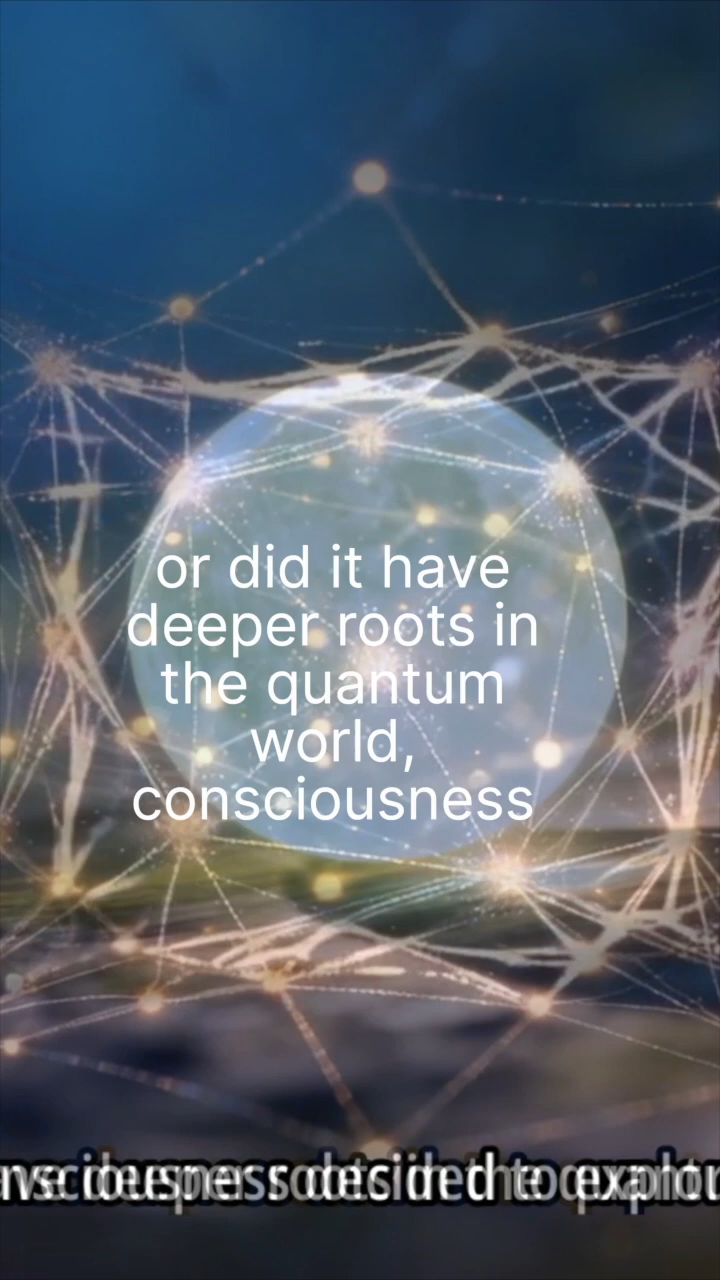 or did it have
deeper roots in
the quantum
world,
consciousness